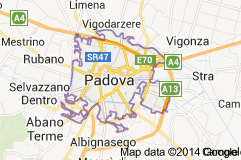 Vigodarzere
A4
Mestrino
Vigonza
SR47
Rubano
E70
A4
Padova
Stra
Selvazzano
Dentro
A13
Abano
Terme
Albignasego
Map data ©2014 Google